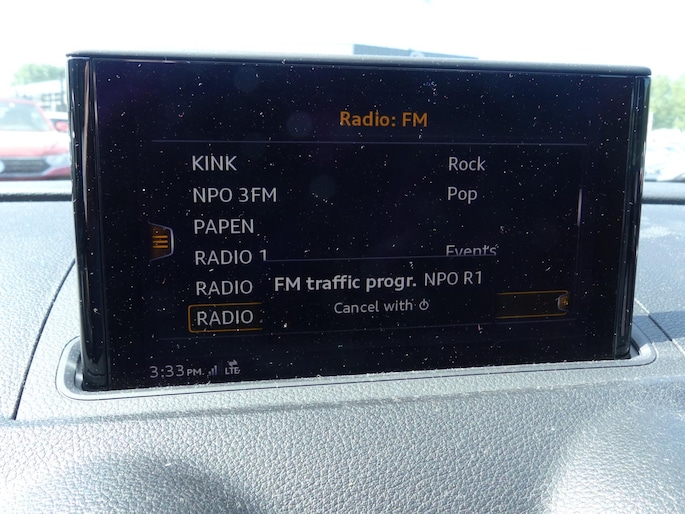 Radio: FM
KINK Rock
NPO 3FM Pop
PAPEN
RADIO 1 Events
RADIO
FM traffic progr. NPO R1
Cancel with
RADIO
3:33 PM. LTE